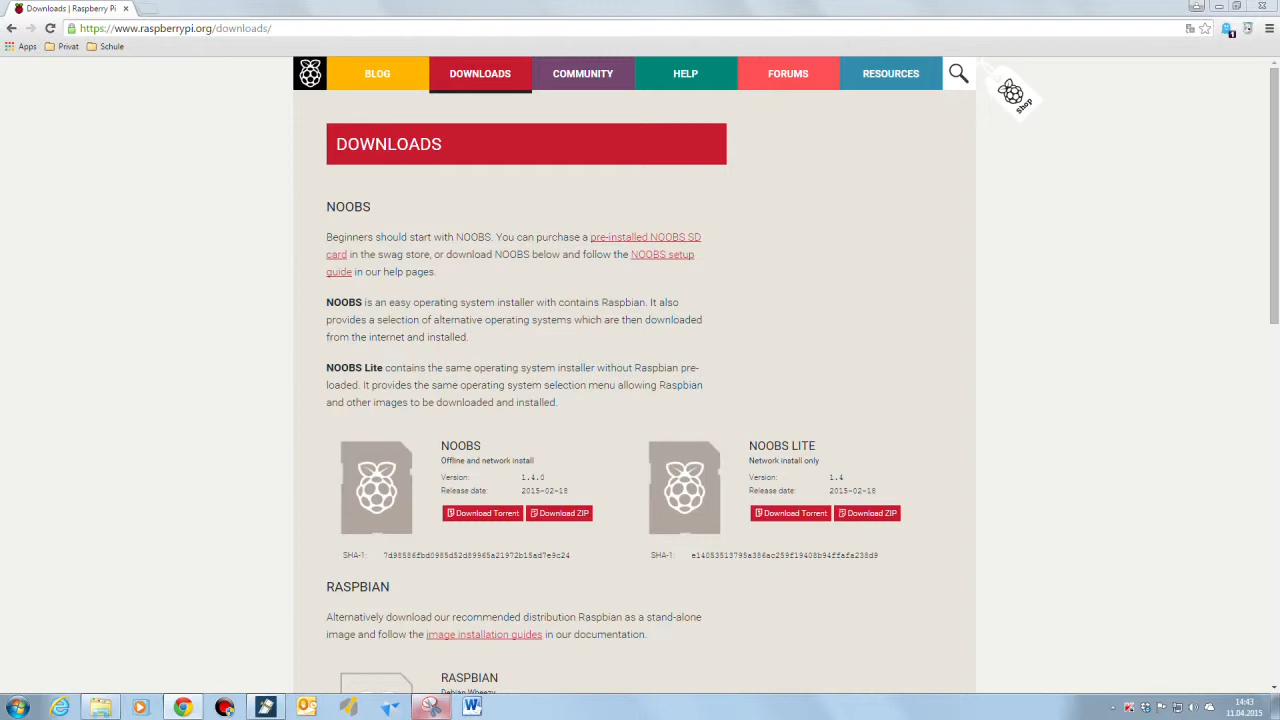 Downloads | Raspberry Pi
https://www.raspberrypi.org/downloads/
Apps Privat Schule
BLOG DOWNLOADS COMMUNITY HELP FORUMS RESOURCES
shop
DOWNLOADS
NOOBS
Beginners should start with NOOBS. You can purchase a pre-installed NOOBS SD
card in the swag store, or download NOOBS below and follow the NOOBS setup
guide in our help pages.
NOOBS is an easy operating system installer with contains Raspbian. It also
provides a selection of alternative operating systems which are then downloaded
from the internet and installed.
NOOBS Lite contains the same operating system installer without Raspbian pre-
loaded. It provides the same operating system selection menu allowing Raspbian
and other images to be downloaded and installed.
NOOBS
Offline and network install
Version: 1.4.0
Release date: 2015-02-18
Download Torrent Download ZIP
SHA-1: 7d98586fbd0985d52d89965a21972b15ad7e9c24
NOOBS LITE
Network install only
Version: 1.4
Release date: 2015-02-18
Download Torrent Download ZIP
SHA-1: e14053513795a386ac259f19408b94ffafa238d9
RASPBIAN
Alternatively download our recommended distribution Raspbian as a stand-alone
image and follow the image installation guides in our documentation.
RASPBIAN
Debian Wheezy
14:43
11.04.2015